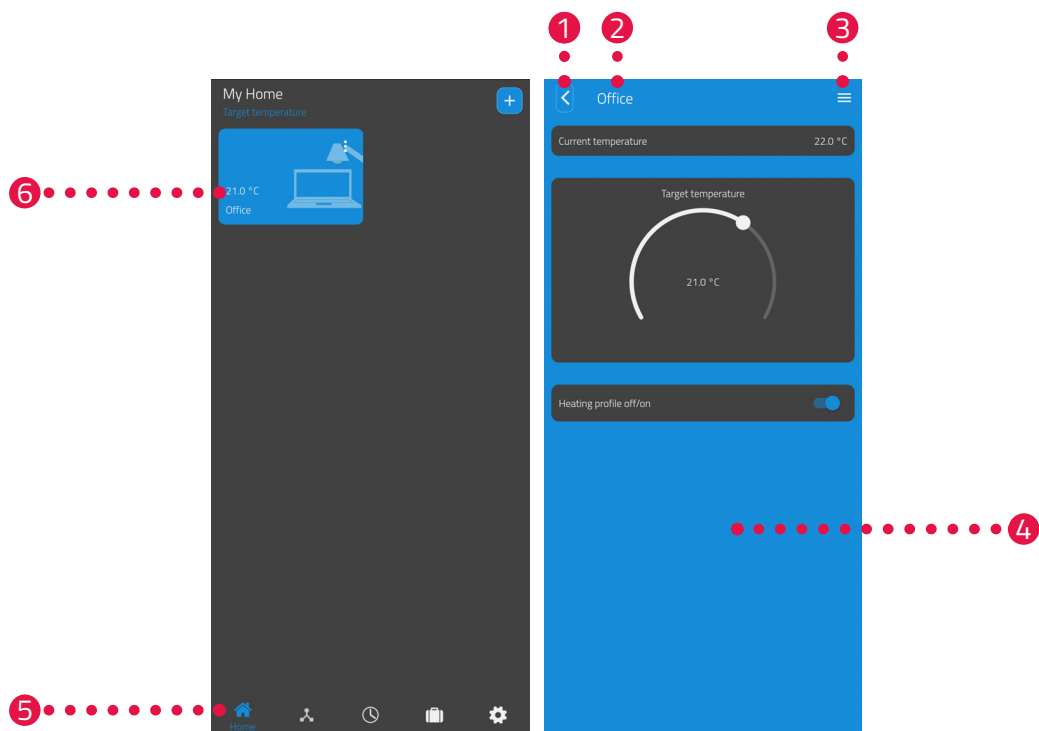 1 2 3
My Home
Target temperature
+
21.0 °C
Office
Home
Office
Current temperature 22.0 °C
Target temperature
21.0 °C
Heating profile off/on
6
5
4